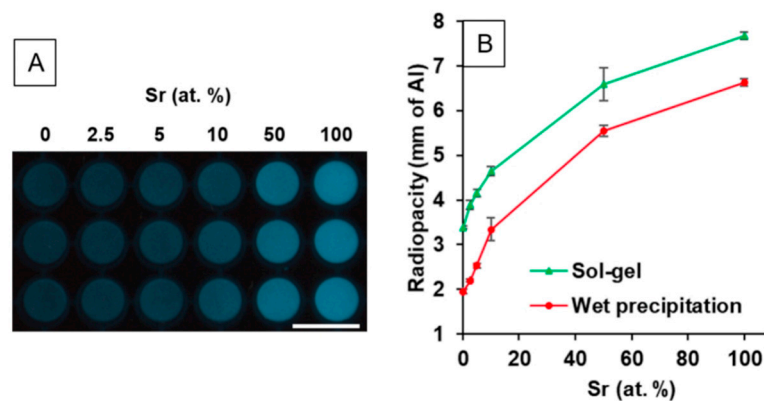 A
Sr (at. %)
0 2.5 5 10 50 100
B
Radiopacity (mm of Al)
8
7
6
5
4
3
2
1
Sol-gel
Wet precipitation
0 20 40 60 80 100
Sr (at. %)